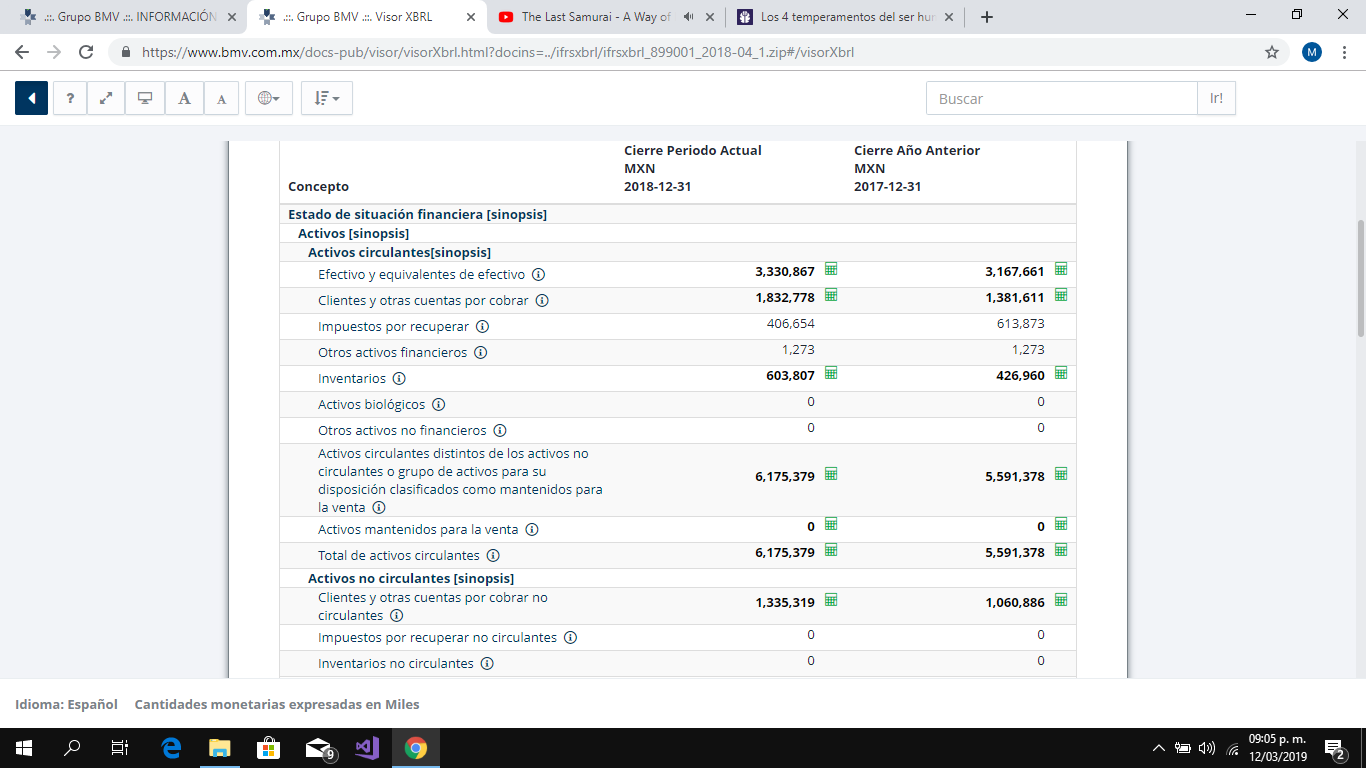 .::. Grupo BMV .::. INFORMACIÓN
.::. Grupo BMV .::. Visor XBRL
The Last Samurai - A Way of
Los 4 temperamentos del ser hu
https://www.bmv.com.mx/docs-pub/visor/visorXbrl.html?docins=../ifrsxbrl/ifrsxbrl_899001_2018-04_1.zip#/visorXbrl
M
? A A
Buscar Ir!
Cierre Periodo Actual Cierre Año Anterior
MXN MXN
Concepto 2018-12-31 2017-12-31
Estado de situación financiera [sinopsis]
Activos [sinopsis]
Activos circulantes[sinopsis]
Efectivo y equivalentes de efectivo 3,330,867 3,167,661
Clientes y otras cuentas por cobrar 1,832,778 1,381,611
Impuestos por recuperar 406,654 613,873
Otros activos financieros 1,273 1,273
Inventarios 603,807 426,960
Activos biológicos 0 0
Otros activos no financieros 0 0
Activos circulantes distintos de los activos no
circulantes o grupo de activos para su
disposición clasificados como mantenidos para
la venta 6,175,379 5,591,378
Activos mantenidos para la venta 0 0
Total de activos circulantes 6,175,379 5,591,378
Activos no circulantes [sinopsis]
Clientes y otras cuentas por cobrar no
circulantes 1,335,319 1,060,886
Impuestos por recuperar no circulantes 0 0
Inventarios no circulantes 0 0
Idioma: Español Cantidades monetarias expresadas en Miles
9
09:05 p. m.
12/03/2019
2